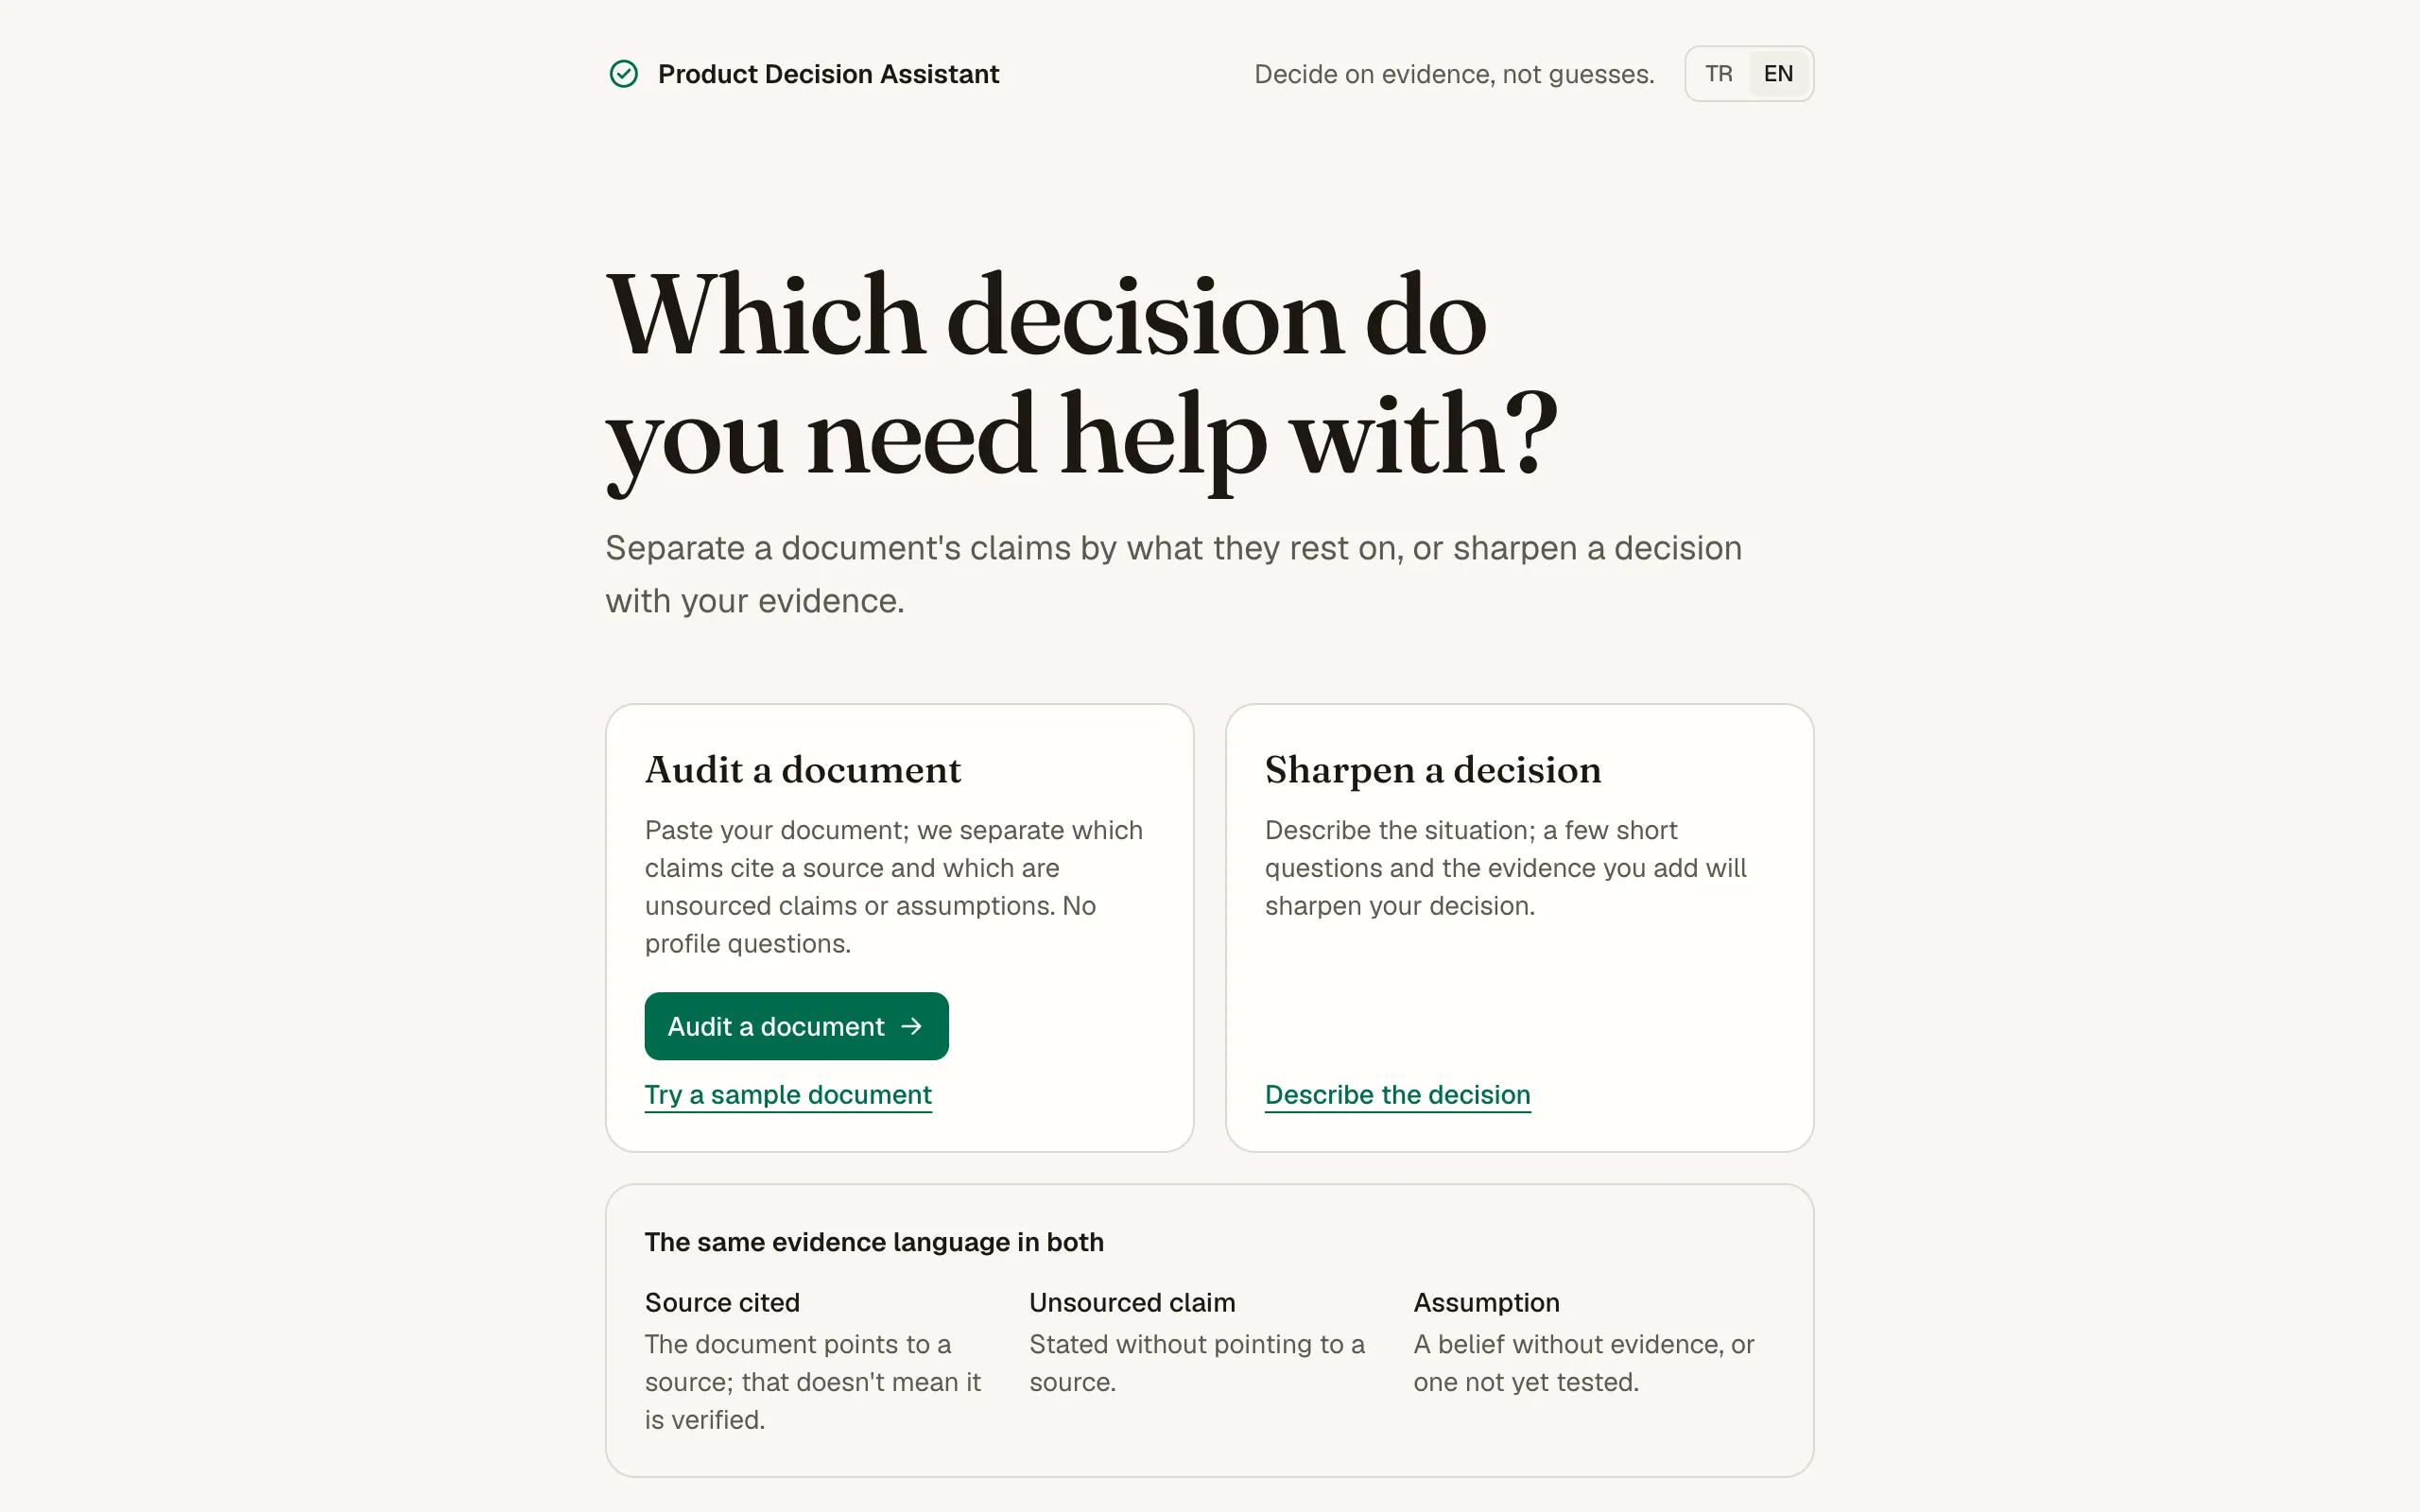 Product Decision Assistant
Decide on evidence, not guesses.
TR EN
Which decision do
you need help with?
Separate a document's claims by what they rest on, or sharpen a decision
with your evidence.
Audit a document
Paste your document; we separate which
claims cite a source and which are
unsourced claims or assumptions. No
profile questions.
Audit a document →
Try a sample document
Sharpen a decision
Describe the situation; a few short
questions and the evidence you add will
sharpen your decision.
Describe the decision
The same evidence language in both
Source cited
The document points to a
source; that doesn't mean it
is verified.
Unsourced claim
Stated without pointing to a
source.
Assumption
A belief without evidence, or
one not yet tested.